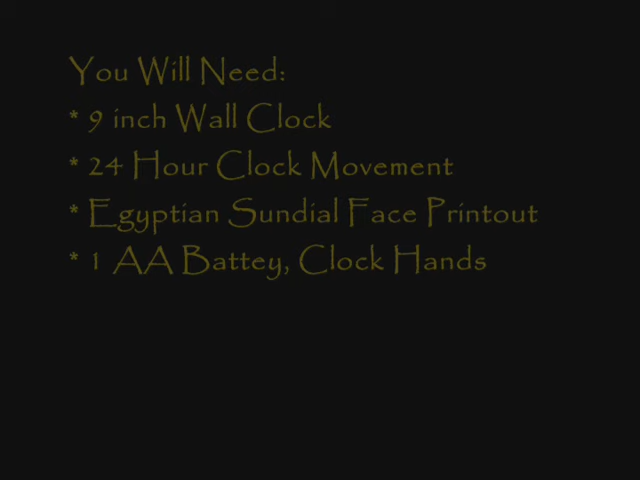 You Will Need:
* 9 inch Wall Clock
* 24 Hour Clock Movement
* Egyptian Sundial Face Printout
* 1 AA Battey, Clock Hands